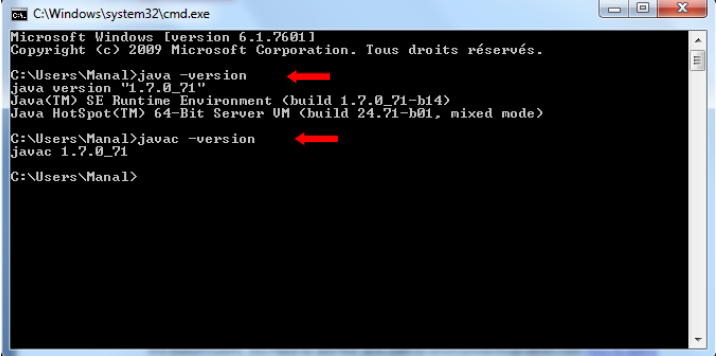 C:\Windows\system32\cmd.exe
Microsoft Windows [version 6.1.7601]
Copyright (c) 2009 Microsoft Corporation. Tous droits réservés.
C:\Users\Manal>java -version
java version "1.7.0_71"
Java(TM) SE Runtime Environment (build 1.7.0_71-b14)
Java HotSpot(TM) 64-Bit Server VM (build 24.71-b01, mixed mode)
C:\Users\Manal>javac -version
javac 1.7.0_71
C:\Users\Manal>